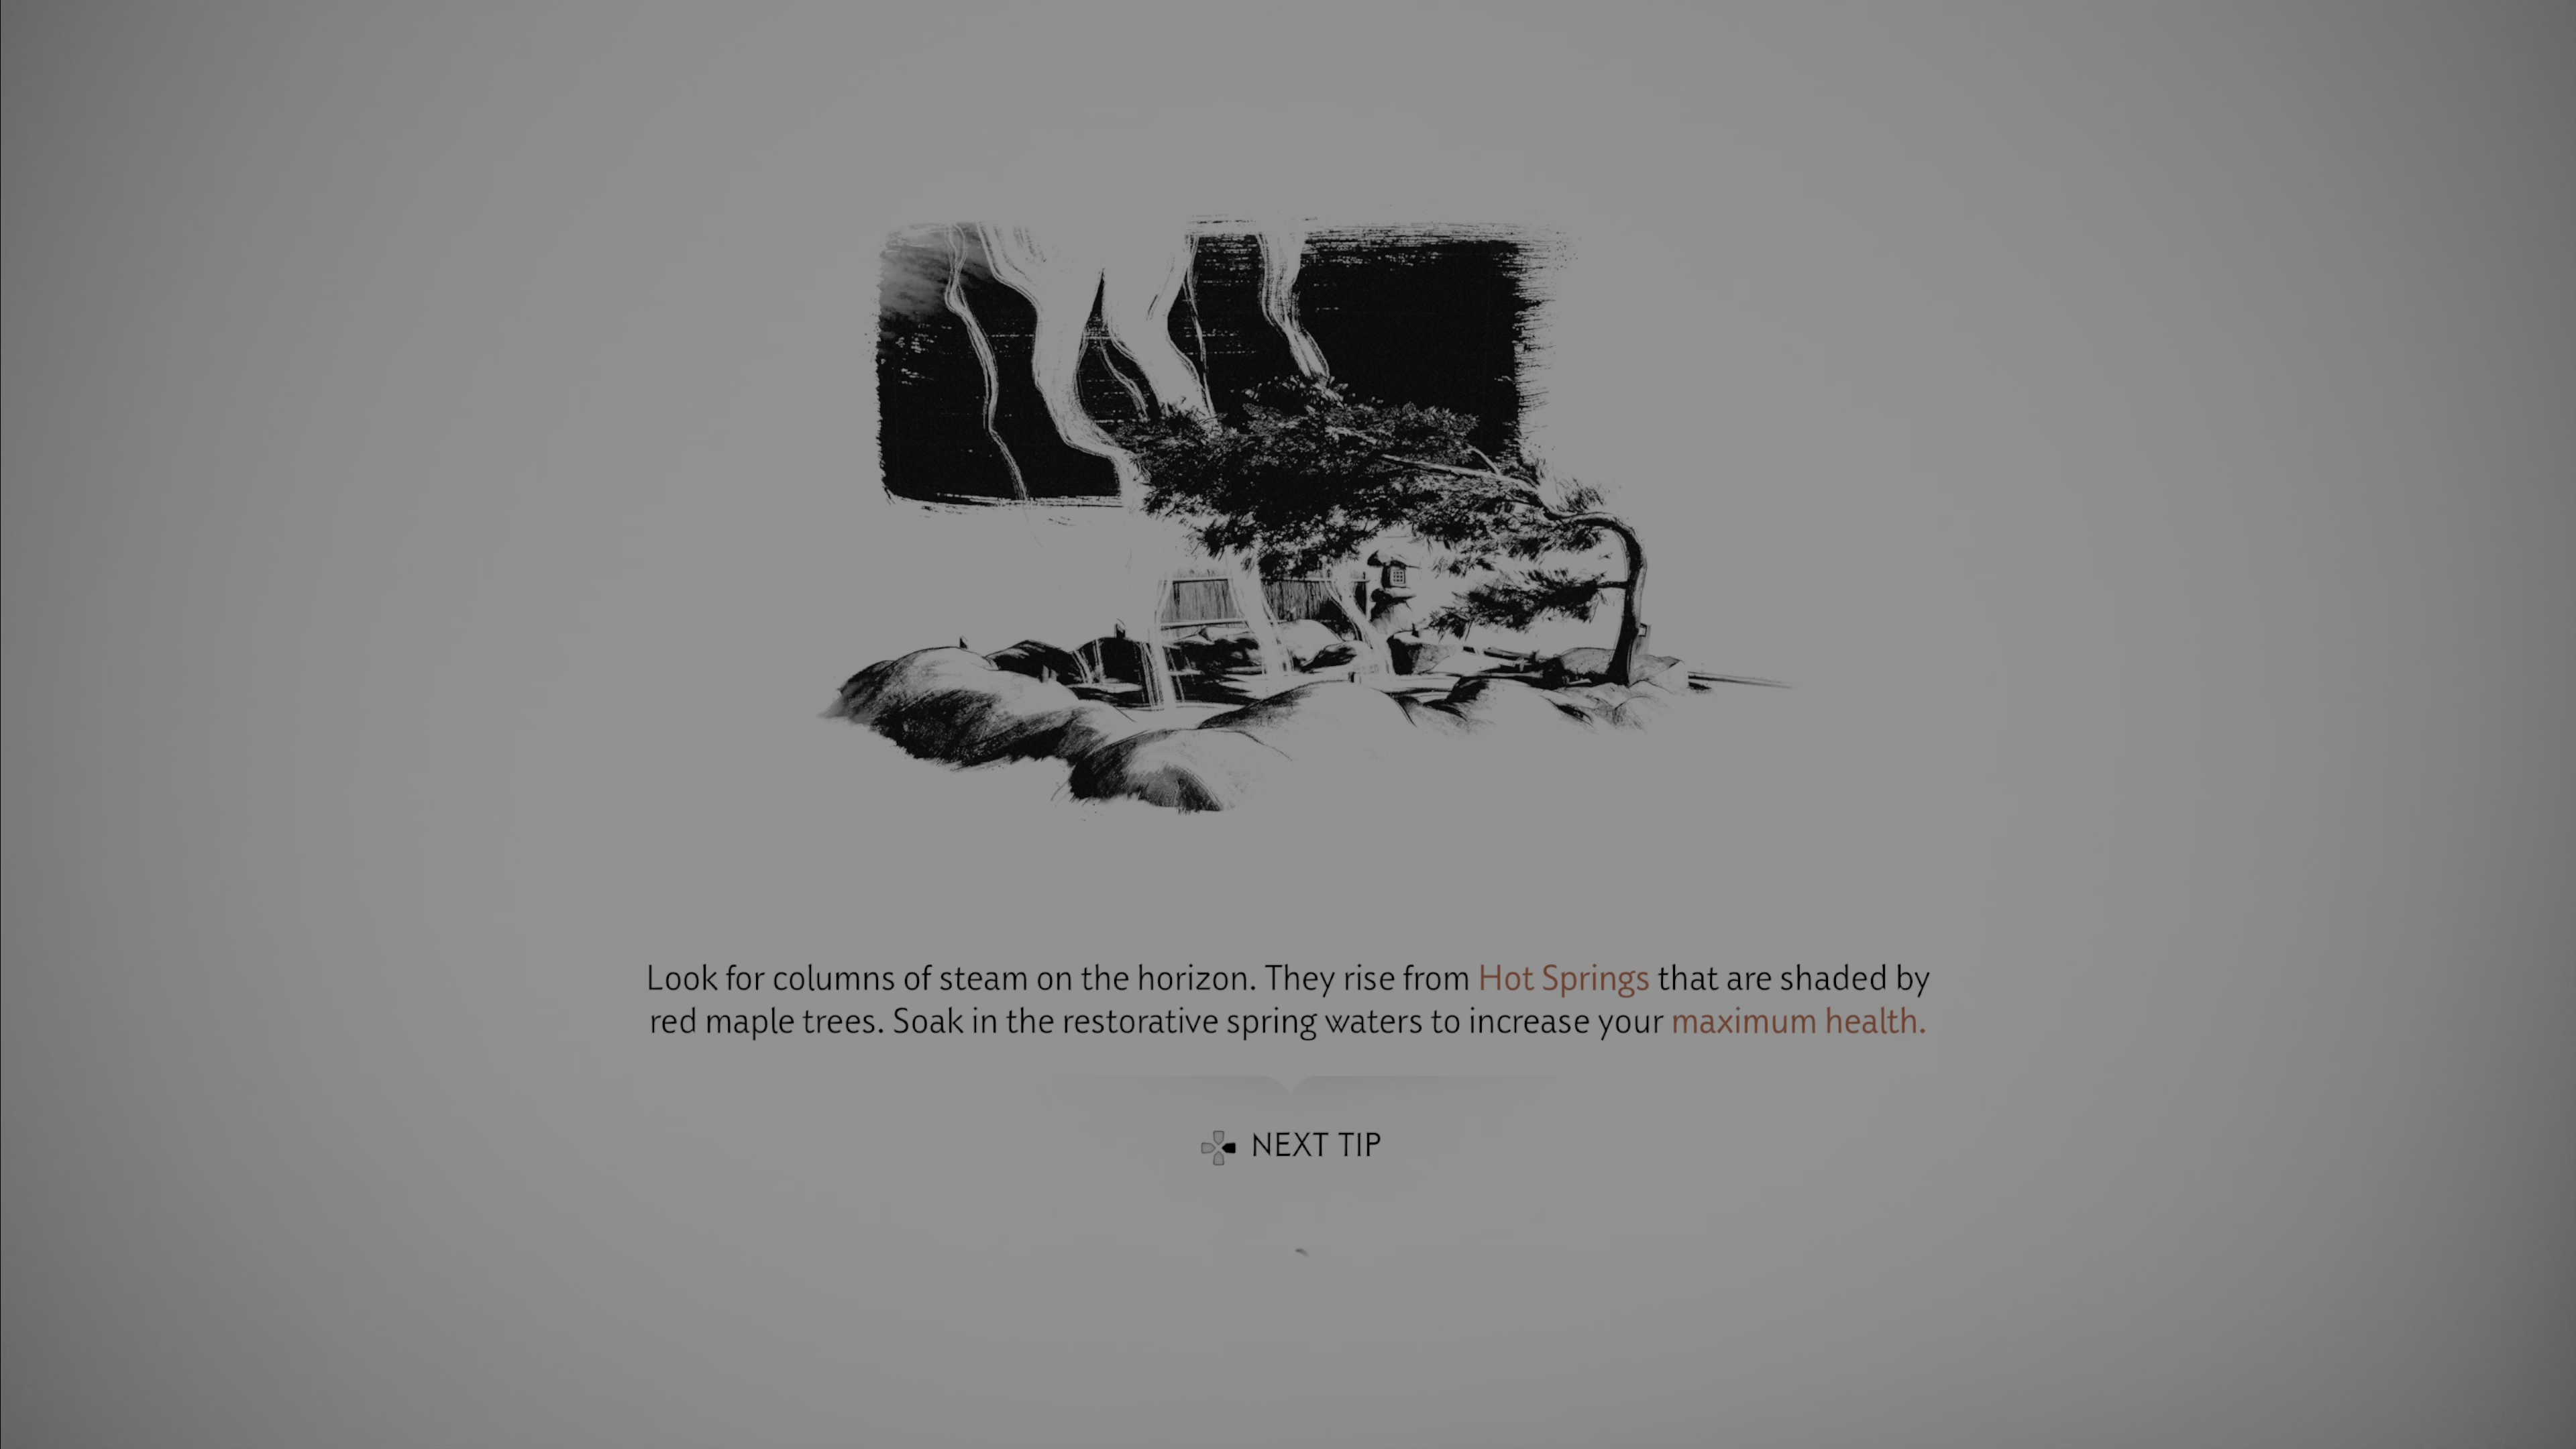 Look for columns of steam on the horizon. They rise from Hot Springs that are shaded by
red maple trees. Soak in the restorative spring waters to increase your maximum health.
NEXT TIP